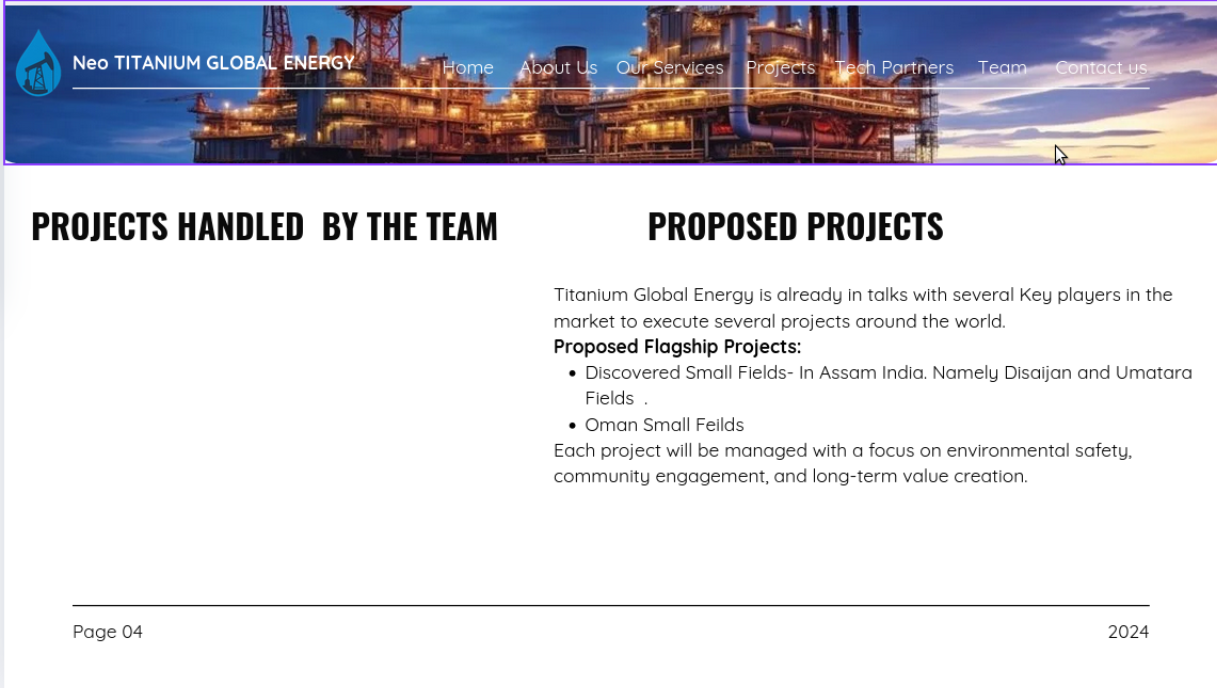 Neo TITANIUM GLOBAL ENERGY
Home About Us Our Services Projects Tech Partners Team Contact us
PROJECTS HANDLED BY THE TEAM
PROPOSED PROJECTS
Titanium Global Energy is already in talks with several Key players in the
market to execute several projects around the world.
Proposed Flagship Projects:
• Discovered Small Fields- In Assam India. Namely Disaijan and Umatara
Fields .
• Oman Small Feilds
Each project will be managed with a focus on environmental safety,
community engagement, and long-term value creation.
Page 04
2024